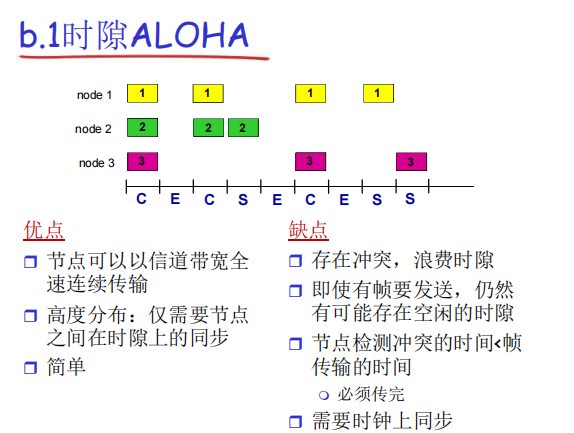 b.1时隙ALOHA
node 1 1 1 1 1
node 2 2 2 2
node 3 3 3 3
C E C S E C E S S
优点
节点可以以信道带宽全
速连续传输
高度分布：仅需要节点
之间在时隙上的同步
简单
缺点
存在冲突，浪费时隙
即使有帧要发送，仍然
有可能存在空闲的时隙
节点检测冲突的时间<帧
传输的时间
必须传完
需要时钟上同步